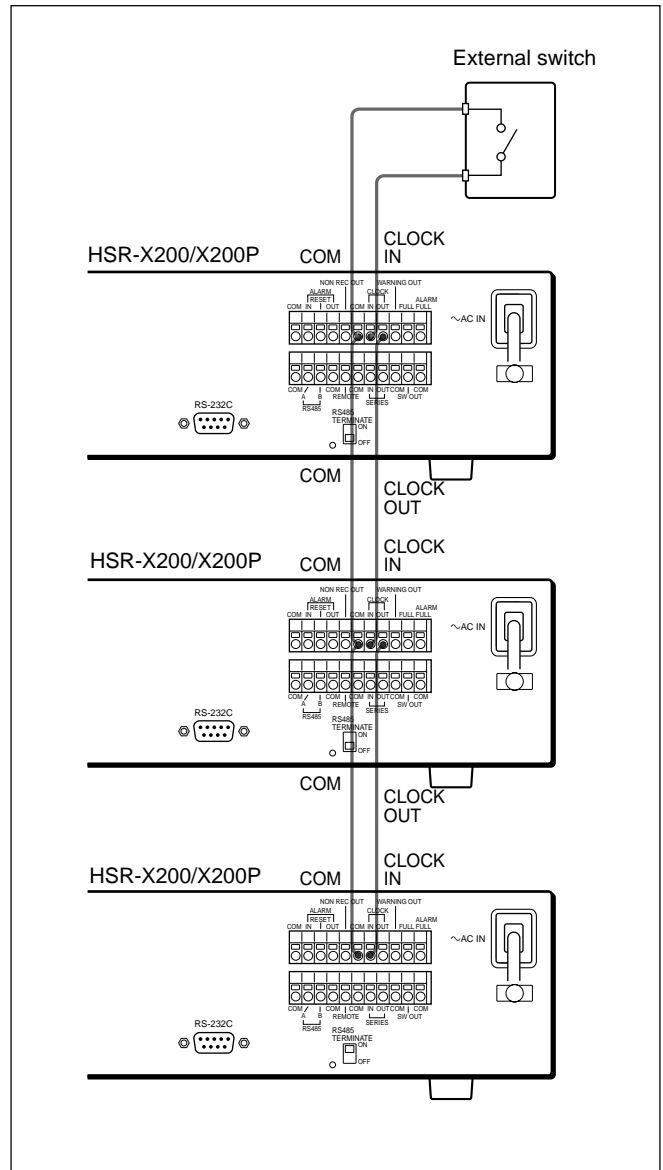 External switch
HSR-X200/X200P COM CLOCK IN
NON REC OUT WARNING OUT
ALARM CLOCK
RESET ALARM
COM IN OUT COM IN OUT FULL FULL
~AC IN
COM A B COM COM IN OUT COM COM
RS485 REMOTE SERIES SW OUT
RS-232C
RS485 TERMINATE
ON
OFF
COM CLOCK OUT
HSR-X200/X200P COM CLOCK IN
NON REC OUT WARNING OUT
ALARM CLOCK
RESET ALARM
COM IN OUT COM IN OUT FULL FULL
~AC IN
COM A B COM COM IN OUT COM COM
RS485 REMOTE SERIES SW OUT
RS-232C
RS485 TERMINATE
ON
OFF
COM CLOCK OUT
HSR-X200/X200P COM CLOCK IN
NON REC OUT WARNING OUT
ALARM CLOCK
RESET ALARM
COM IN OUT COM IN OUT FULL FULL
~AC IN
COM A B COM COM IN OUT COM COM
RS485 REMOTE SERIES SW OUT
RS-232C
RS485 TERMINATE
ON
OFF